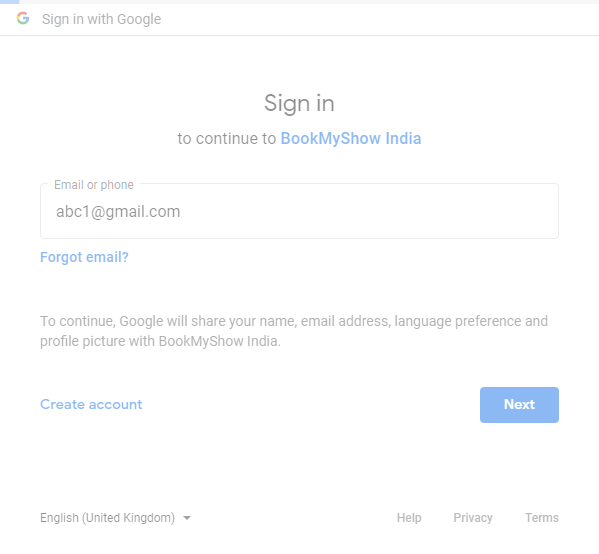 Sign in with Google
Sign in
to continue to BookMyShow India
Email or phone
abc1@gmail.com
Forgot email?
To continue, Google will share your name, email address, language preference and
profile picture with BookMyShow India.
Create account
Next
English (United Kingdom)
Help Privacy Terms